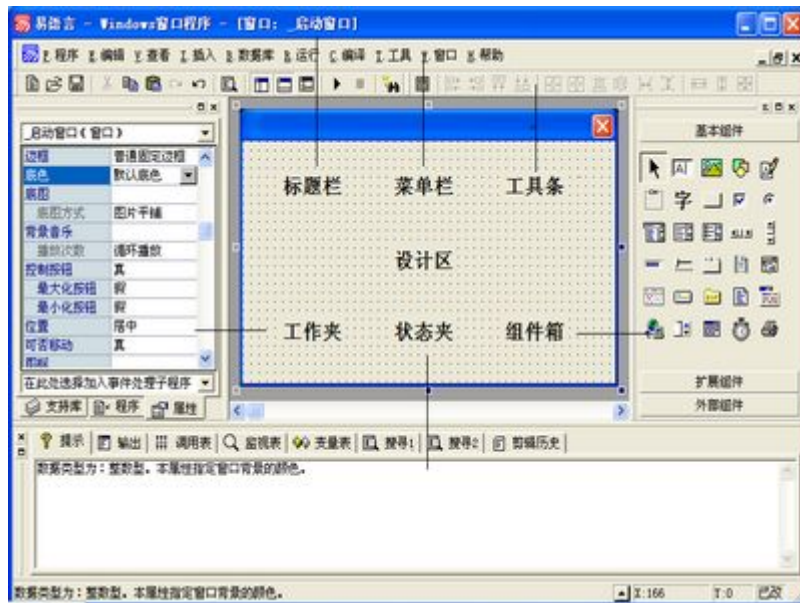 易语言 - Windows窗口程序 - [窗口: _启动窗口]
F.程序 E.编辑 V.查看 I.插入 B.数据库 R.运行 C.编译 T.工具 W.窗口 H.帮助
_启动窗口(窗口)
边框 普通固定边框
底色 默认底色
底图
底图方式 图片平铺
背景音乐
播放次数 循环播放
控制按钮 真
最大化按钮 假
最小化按钮 假
位置 居中
可否移动 真
图标
在此处选择加入事件处理子程序
支持库 程序 属性
标题栏 菜单栏 工具条
设计区
工作夹 状态夹 组件箱
基本组件
扩展组件
外部组件
提示 输出 调用表 监视表 变量表 搜寻1 搜寻2 剪辑历史
数据类型为:整数型。本属性指定窗口背景的颜色。
数据类型为:整数型。本属性指定窗口背景的颜色。
X:166 Y:0 已改